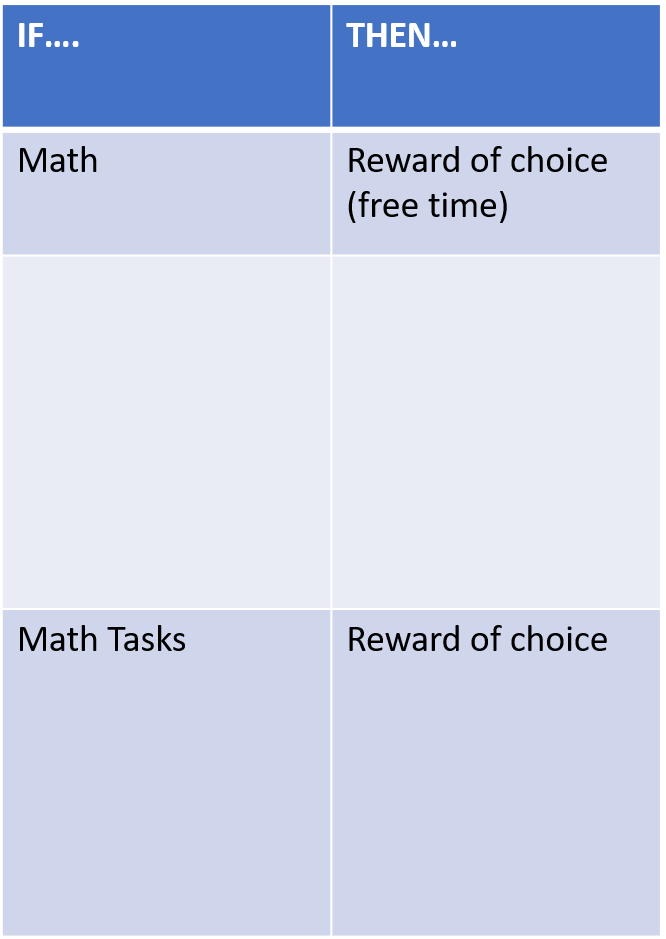 IF....
THEN...
Math
Reward of choice
(free time)
Math Tasks
Reward of choice